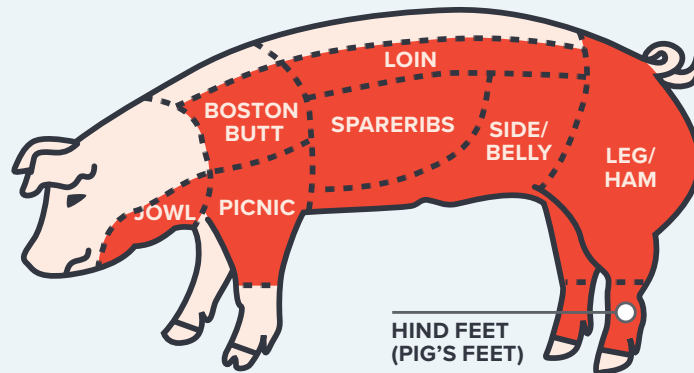 LOIN
BOSTON
BUTT
SPARERIBS
SIDE/
BELLY
LEG/
HAM
JOWL
PICNIC
HIND FEET
(PIG'S FEET)